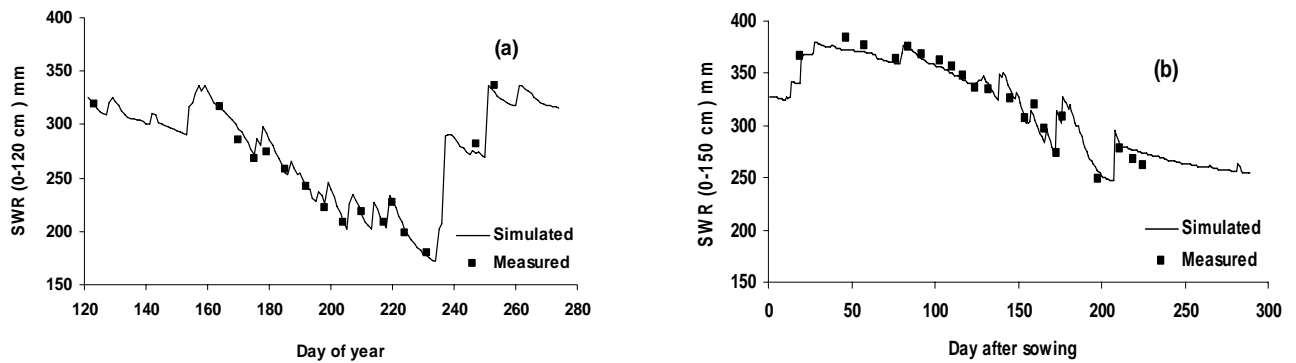 SWR (0-120 cm ) mm
400
350
300
250
200
150
(a)
Simulated
Measured
120 140 160 180 200 220 240 260 280
Day of year
SWR (0-150 cm ) m m
400
350
300
250
200
150
(b)
Simulated
Measured
0 50 100 150 200 250 300
Day after sowing